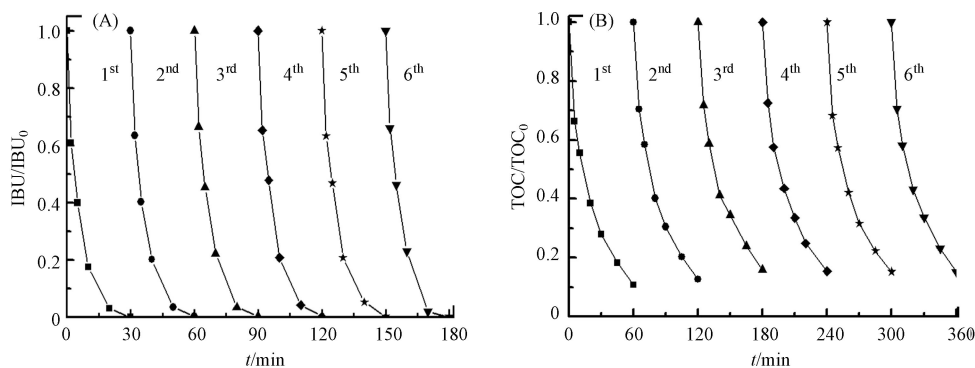 (A)
1st 2nd 3rd 4th 5th 6th
IBU/IBU0
1.0
0.8
0.6
0.4
0.2
0
0 30 60 90 120 150 180
t/min
(B)
1st 2nd 3rd 4th 5th 6th
TOC/TOC0
1.0
0.8
0.6
0.4
0.2
0
0 60 120 180 240 300 360
t/min